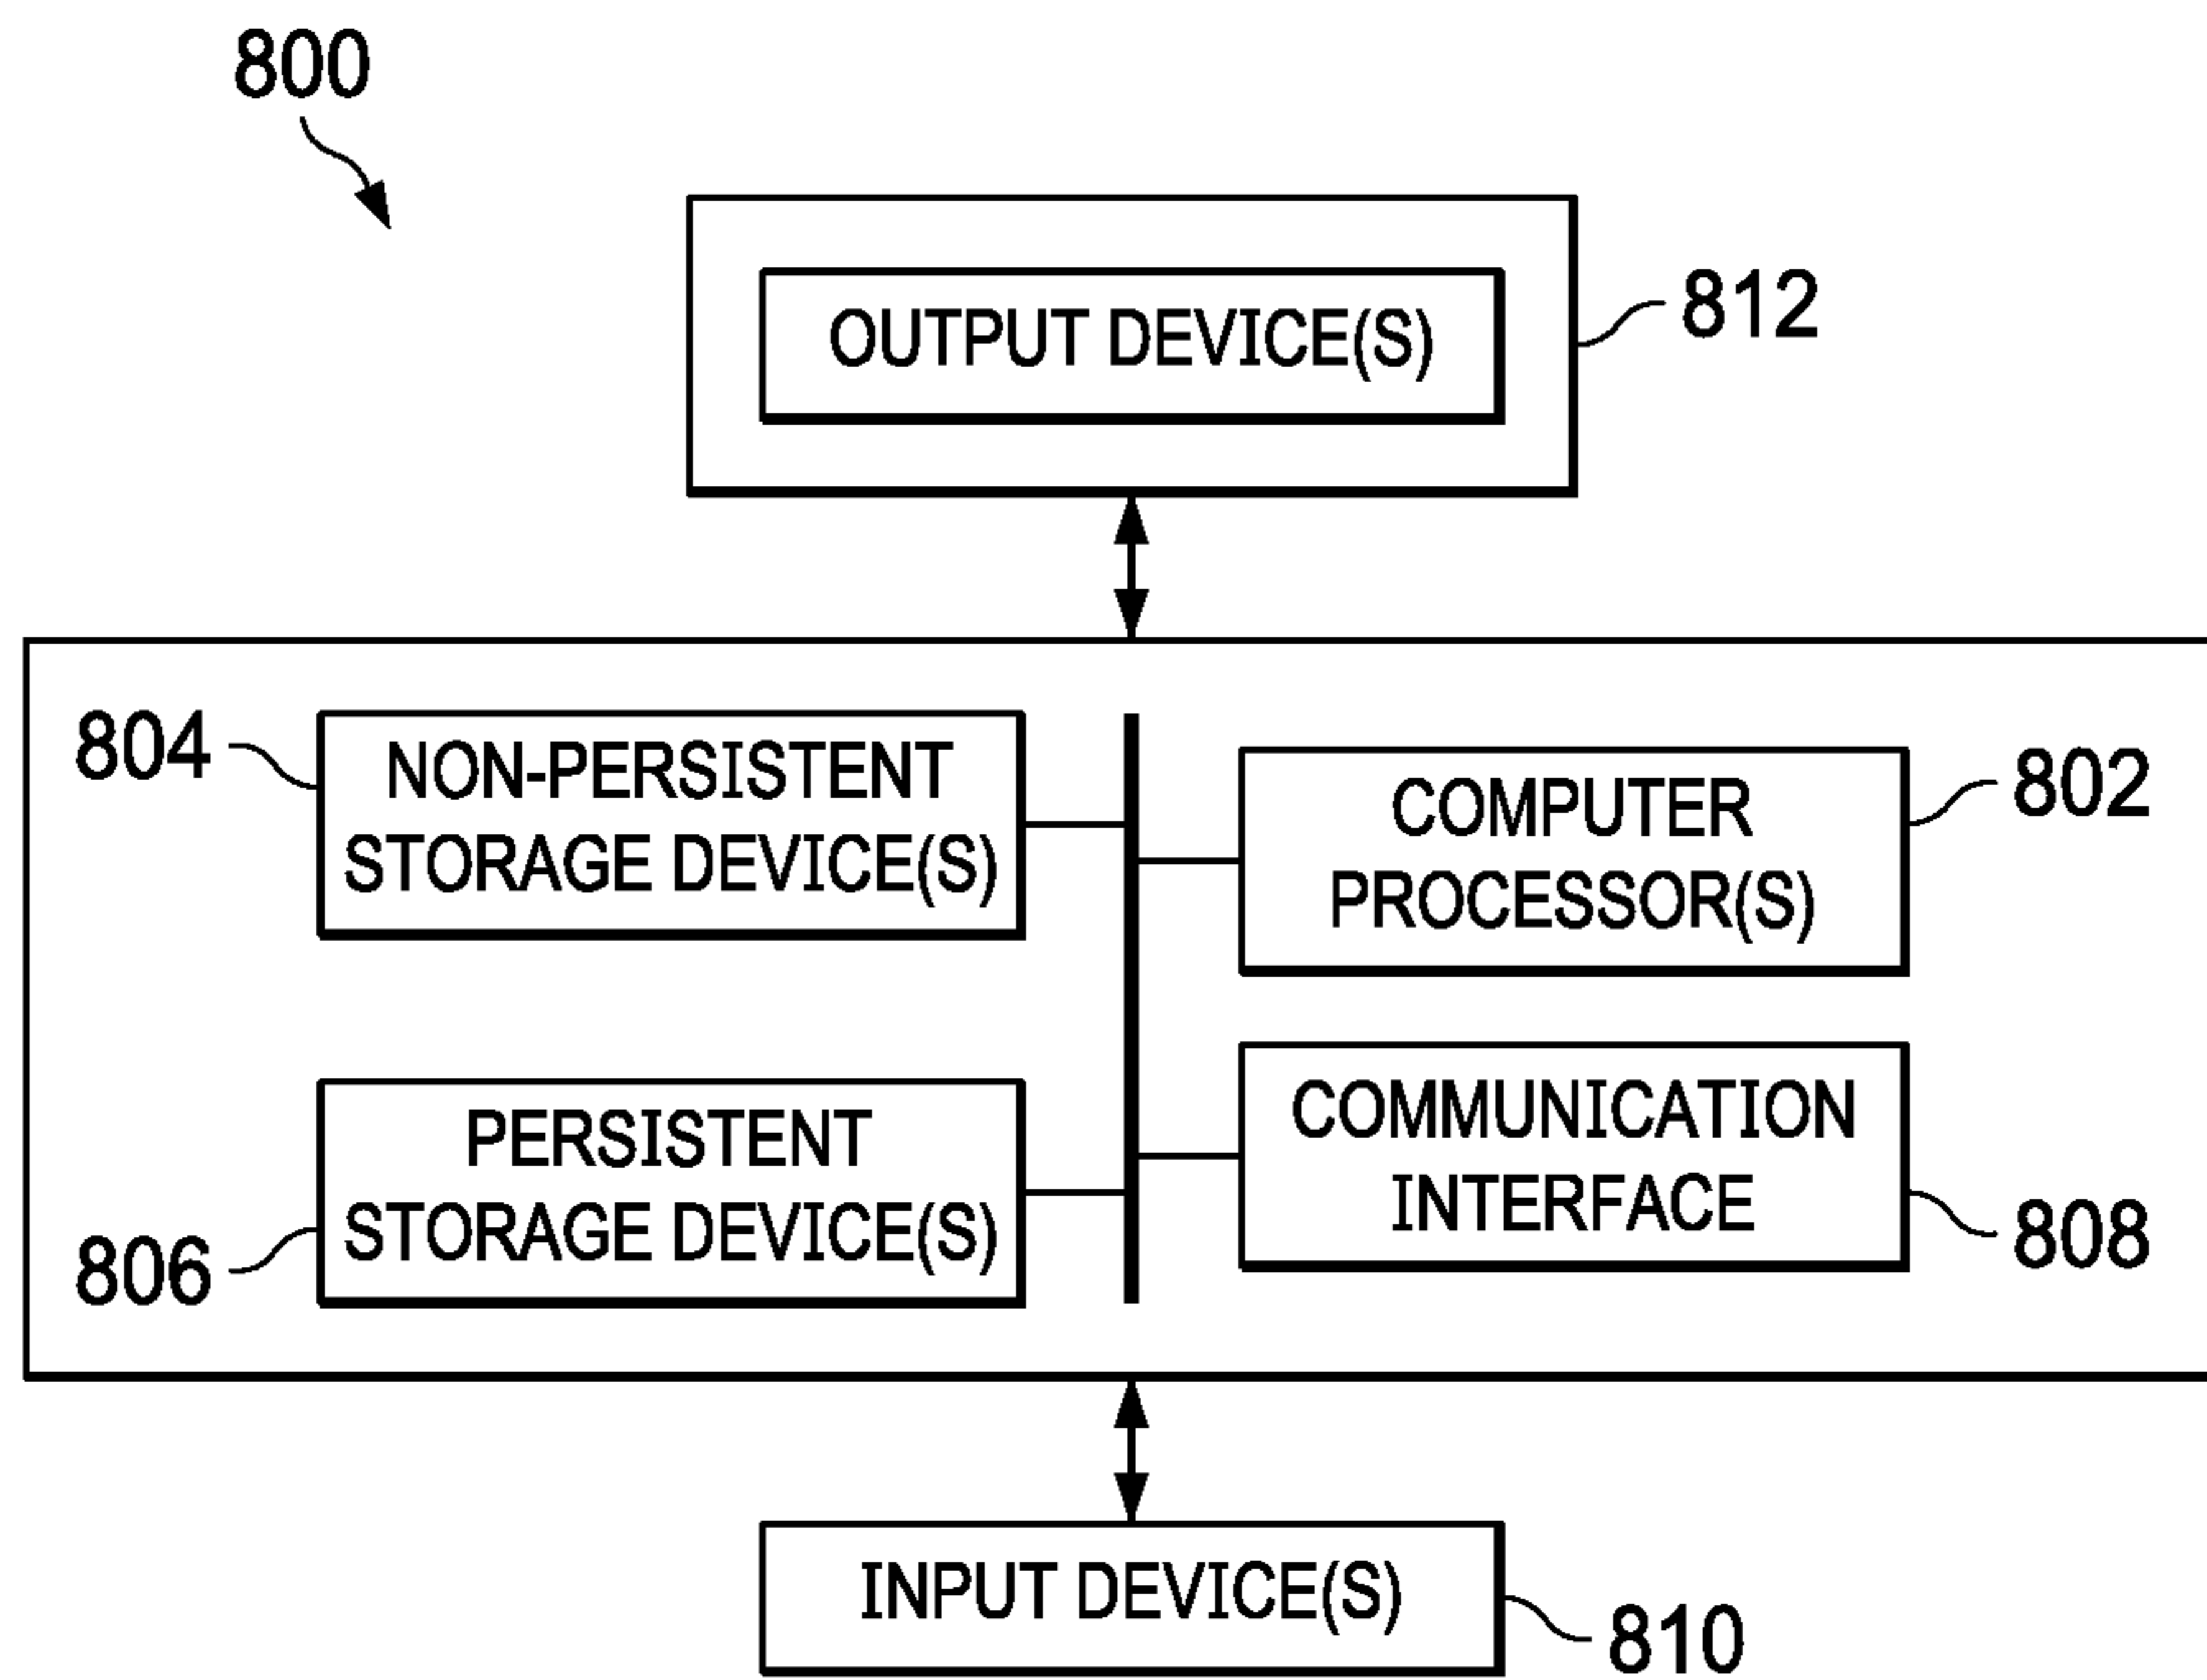 800
OUTPUT DEVICE(S)
812
804
NON-PERSISTENT
STORAGE DEVICE(S)
COMPUTER
PROCESSOR(S)
802
806
PERSISTENT
STORAGE DEVICE(S)
COMMUNICATION
INTERFACE
808
INPUT DEVICE(S)
810